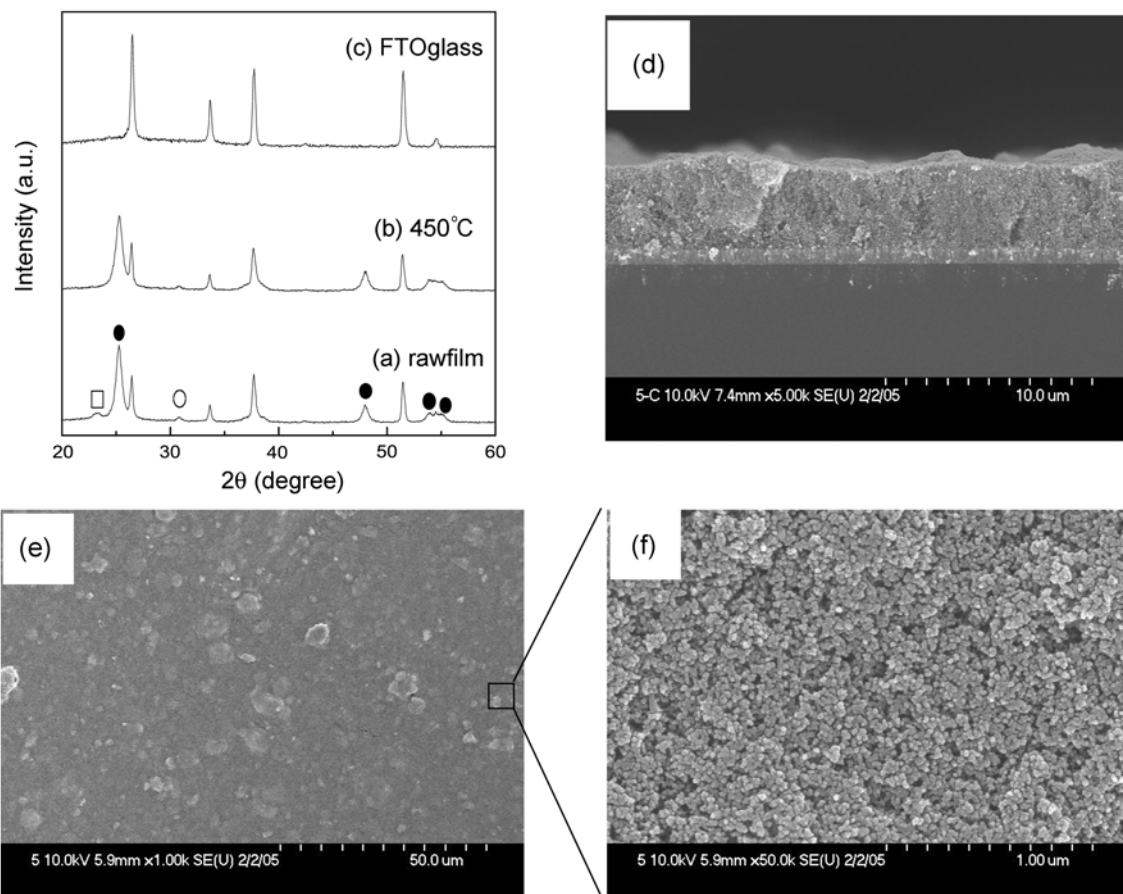 (c) FTOglass
(b) 450°C
(a) rawfilm
Intensity (a.u.)
20 30 40 50 60
2θ (degree)
(d)
5-C 10.0kV 7.4mm x5.00k SE(U) 2/2/05 10.0 um
(e)
5 10.0kV 5.9mm x1.00k SE(U) 2/2/05 50.0 um
(f)
5 10.0kV 5.9mm x50.0k SE(U) 2/2/05 1.00 um